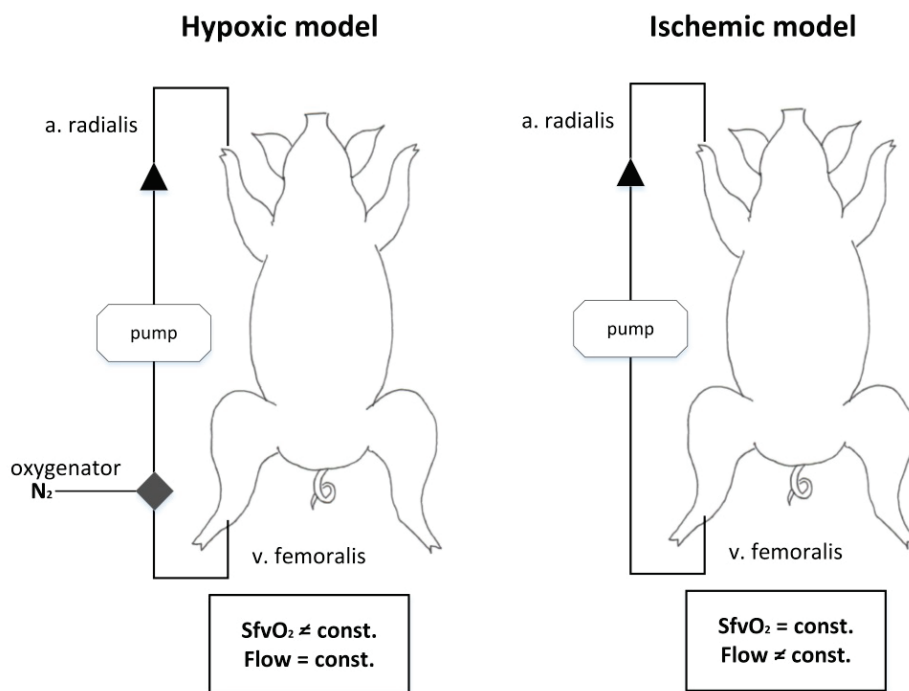 Hypoxic model
a. radialis
pump
oxygenator
N₂
v. femoralis
SfvO₂ ≠ const.
Flow = const.
Ischemic model
a. radialis
pump
v. femoralis
SfvO₂ = const.
Flow ≠ const.